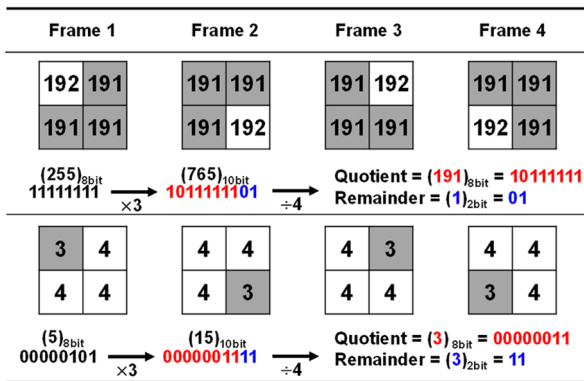 Frame 1 Frame 2 Frame 3 Frame 4
192 191 191 191 191 192 191 191
191 191 191 192 191 191 192 191
(255)8bit (765)10bit Quotient = (191)8bit = 10111111
11111111 ×3 1011111101 ÷4 Remainder = (1)2bit = 01
3 4 4 4 4 3 4 4
4 4 4 3 4 4 3 4
(5)8bit (15)10bit Quotient = (3) 8bit = 00000011
00000101 ×3 0000001111 ÷4 Remainder = (3)2bit = 11